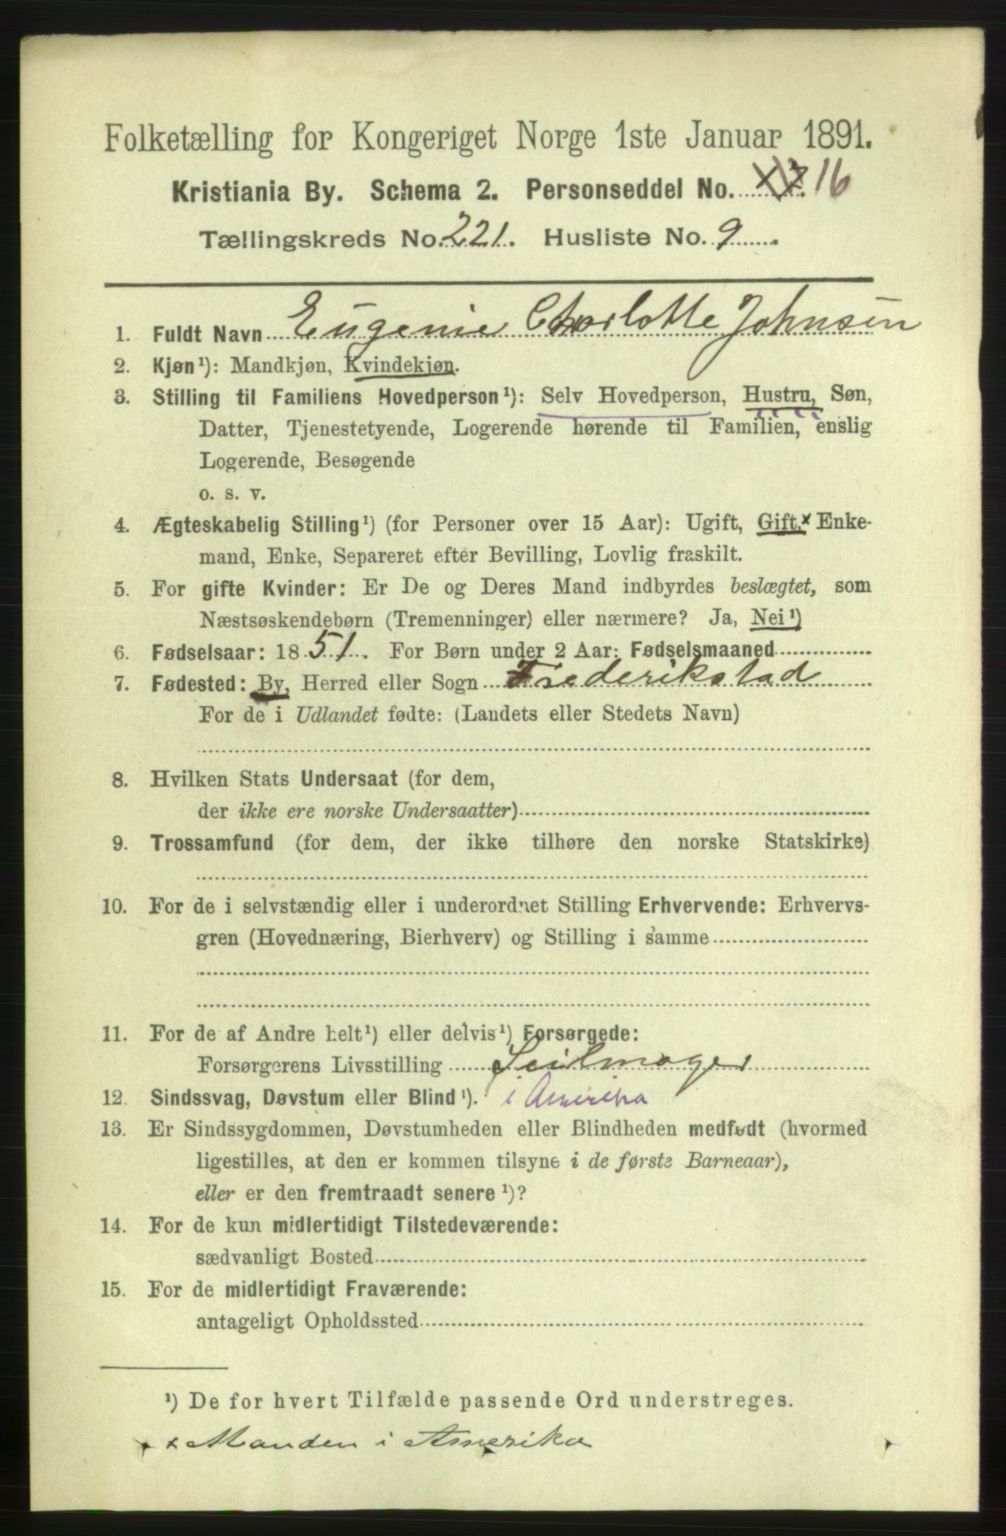 Folketælling for Kongeriget Norge 1ste Januar 1891.
Kristiania By. Schema 2. Personseddel No. 16
Tællingskreds No. 221. Husliste No. 9
1. Fuldt Navn Eugenie Charlotte Johnsen
2. Kjøn¹): Mandkjøn, Kvindekjøn.
3. Stilling til Familiens Hovedperson¹): Selv Hovedperson, Hustru, Søn,
Datter, Tjenestetyende, Logerende hørende til Familien, enslig
Logerende, Besøgende
o. s. v.
4. Ægteskabelig Stilling¹) (for Personer over 15 Aar): Ugift, Gift,x Enke-
mand, Enke, Separeret efter Bevilling, Lovlig fraskilt.
5. For gifte Kvinder: Er De og Deres Mand indbyrdes beslægtet, som
Næstsøskendebørn (Tremenninger) eller nærmere? Ja, Nei¹)
6. Fødselsaar: 1851. For Børn under 2 Aar: Fødselsmaaned
7. Fødested: By, Herred eller Sogn Frederikstad
For de i Udlandet fødte: (Landets eller Stedets Navn)
8. Hvilken Stats Undersaat (for dem,
der ikke ere norske Undersaatter)
9. Trossamfund (for dem, der ikke tilhøre den norske Statskirke)
10. For de i selvstændig eller i underordnet Stilling Erhvervende: Erhvervs-
gren (Hovednæring, Bierhverv) og Stilling i samme
11. For de af Andre helt¹) eller delvis¹) Forsørgede:
Forsørgerens Livsstilling Seilmager
i Amerika
12. Sindssvag, Døvstum eller Blind¹).
13. Er Sindssygdommen, Døvstumheden eller Blindheden medfødt (hvormed
ligestilles, at den er kommen tilsyne i de første Barneaar),
eller er den fremtraadt senere¹)?
14. For de kun midlertidigt Tilstedeværende:
sædvanligt Bosted
15. For de midlertidigt Fraværende:
antageligt Opholdssted
¹) De for hvert Tilfælde passende Ord understreges.
x Manden i Amerika